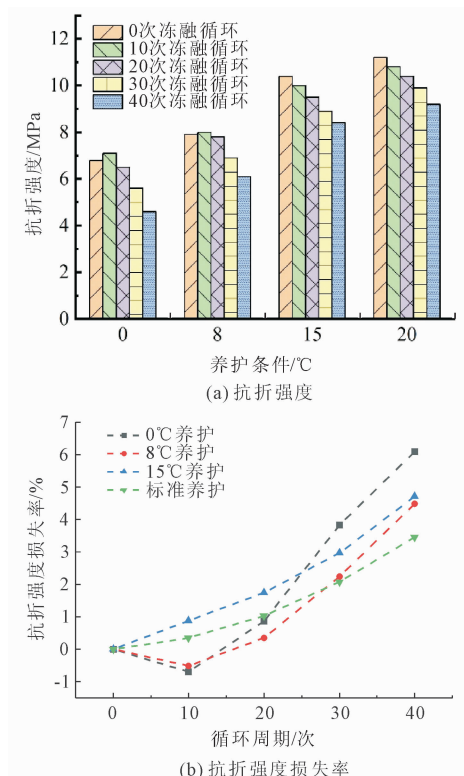 0次冻融循环
10次冻融循环
20次冻融循环
30次冻融循环
40次冻融循环
抗折强度/MPa
12
10
8
6
4
2
0
0 8 15 20
养护条件/℃
(a) 抗折强度
7
6
5
4
3
2
1
0
-1
0℃养护
8℃养护
15℃养护
标准养护
抗折强度损失率/%
0 10 20 30 40
循环周期/次
(b) 抗折强度损失率